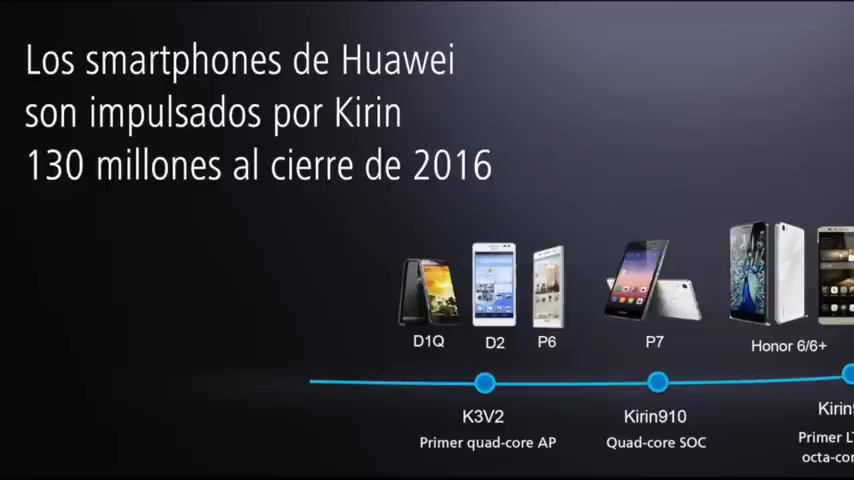 Los smartphones de Huawei
son impulsados por Kirin
130 millones al cierre de 2016
D1Q D2 P6 P7 Honor 6/6+
K3V2 Kirin910
Primer quad-core AP Quad-core SOC Primer